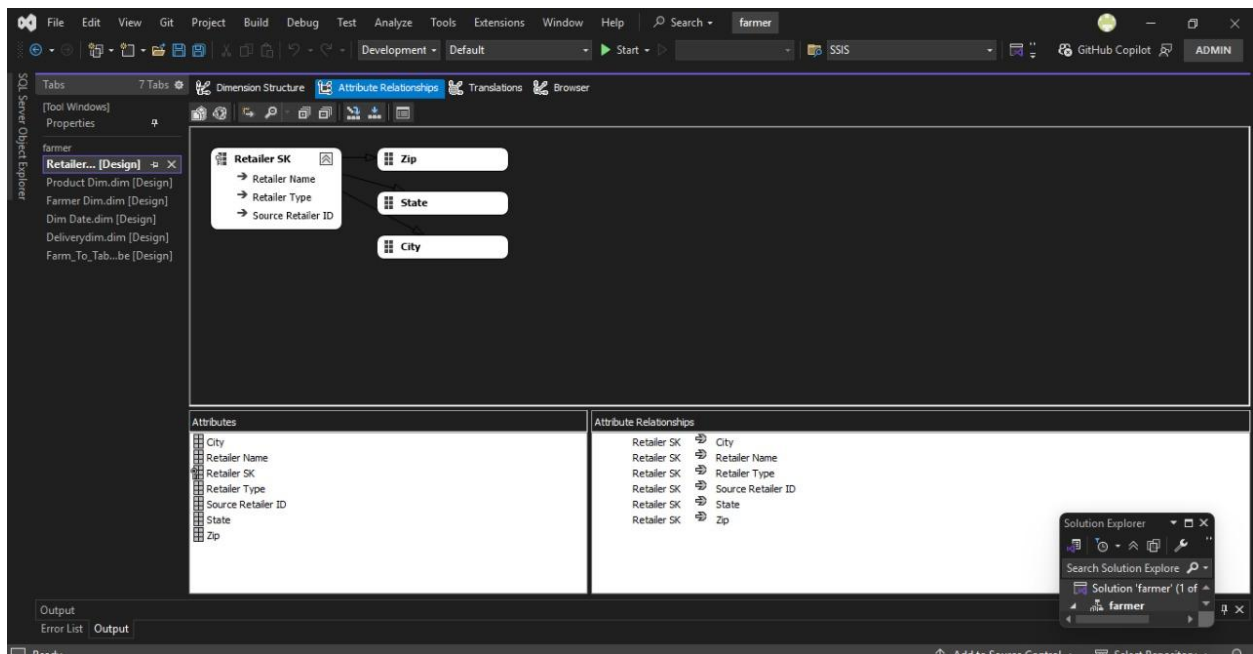 File Edit View Git Project Build Debug Test Analyze Tools Extensions Window Help Search farmer
Development Default Start SSIS GitHub Copilot ADMIN
SQL Server Object Explorer
Tabs 7 Tabs
[Tool Windows]
Properties
farmer
Retailer... [Design]
Product Dim.dim [Design]
Farmer Dim.dim [Design]
Dim Date.dim [Design]
Deliverydim.dim [Design]
Farm_To_Tab...be [Design]
Dimension Structure Attribute Relationships Translations Browser
Retailer SK
Retailer Name
Retailer Type
Source Retailer ID
Zip
State
City
Attributes
City
Retailer Name
Retailer SK
Retailer Type
Source Retailer ID
State
Zip
Attribute Relationships
Retailer SK City
Retailer SK Retailer Name
Retailer SK Retailer Type
Retailer SK Source Retailer ID
Retailer SK State
Retailer SK Zip
Solution Explorer
Search Solution Explore
Solution 'farmer' (1 of
farmer
Output
Error List Output
Ready Add to Source Control Select Repository